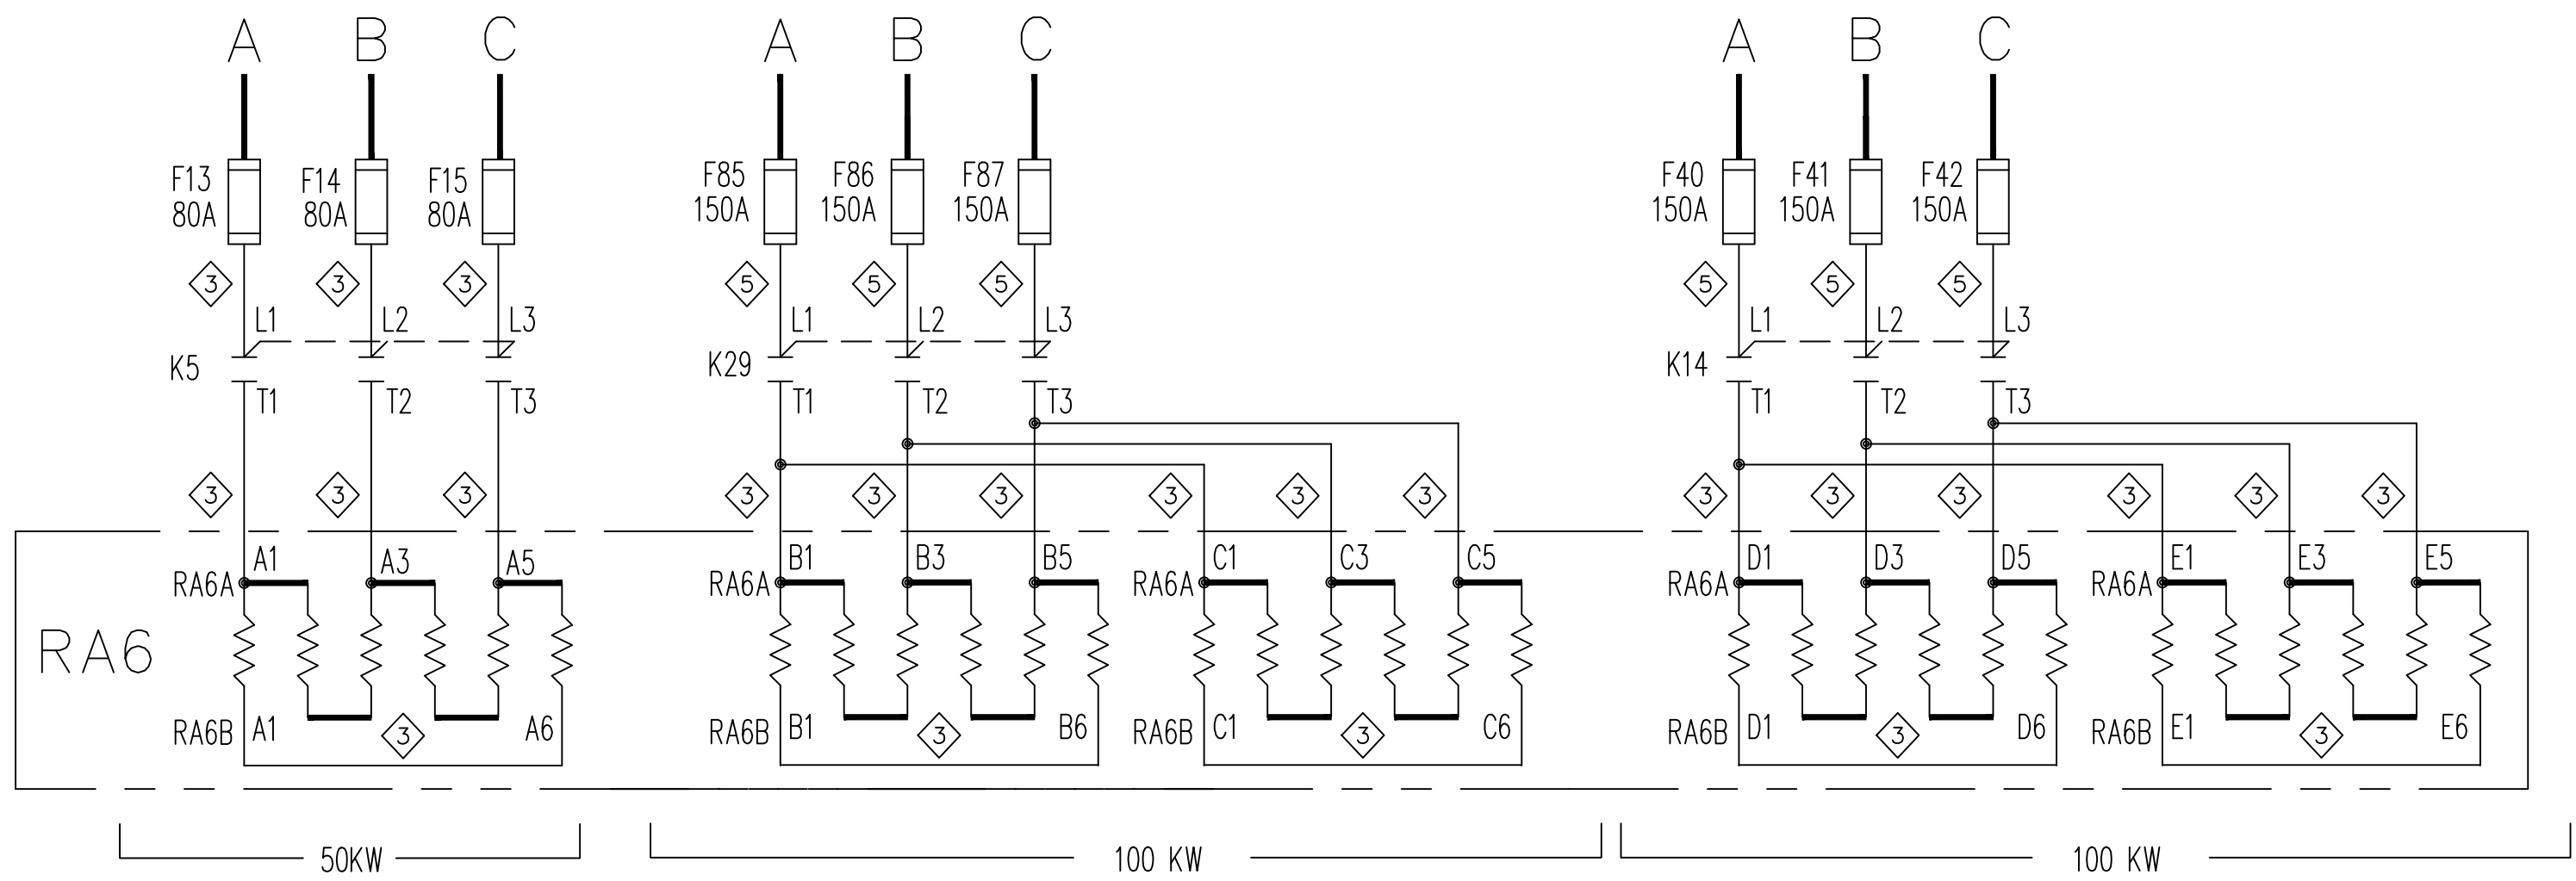 A B C A B C A B C
F13 F14 F15 F85 F86 F87 F40 F41 F42
80A 80A 80A 150A 150A 150A 150A 150A 150A
3 3 3 5 5 5 5 5 5
L1 L2 L3 L1 L2 L3 L1 L2 L3
K5 K29 K14
T1 T2 T3 T1 T2 T3 T1 T2 T3
3 3 3 3 3 3 3 3 3 3 3 3 3 3 3
A1 A3 A5 B1 B3 B5 C1 C3 C5 D1 D3 D5 E1 E3 E5
RA6A RA6A RA6A RA6A RA6A
RA6
RA6B A1 3 A6 RA6B B1 3 B6 RA6B C1 3 C6 RA6B D1 3 D6 RA6B E1 3 E6
50KW 100 KW 100 KW